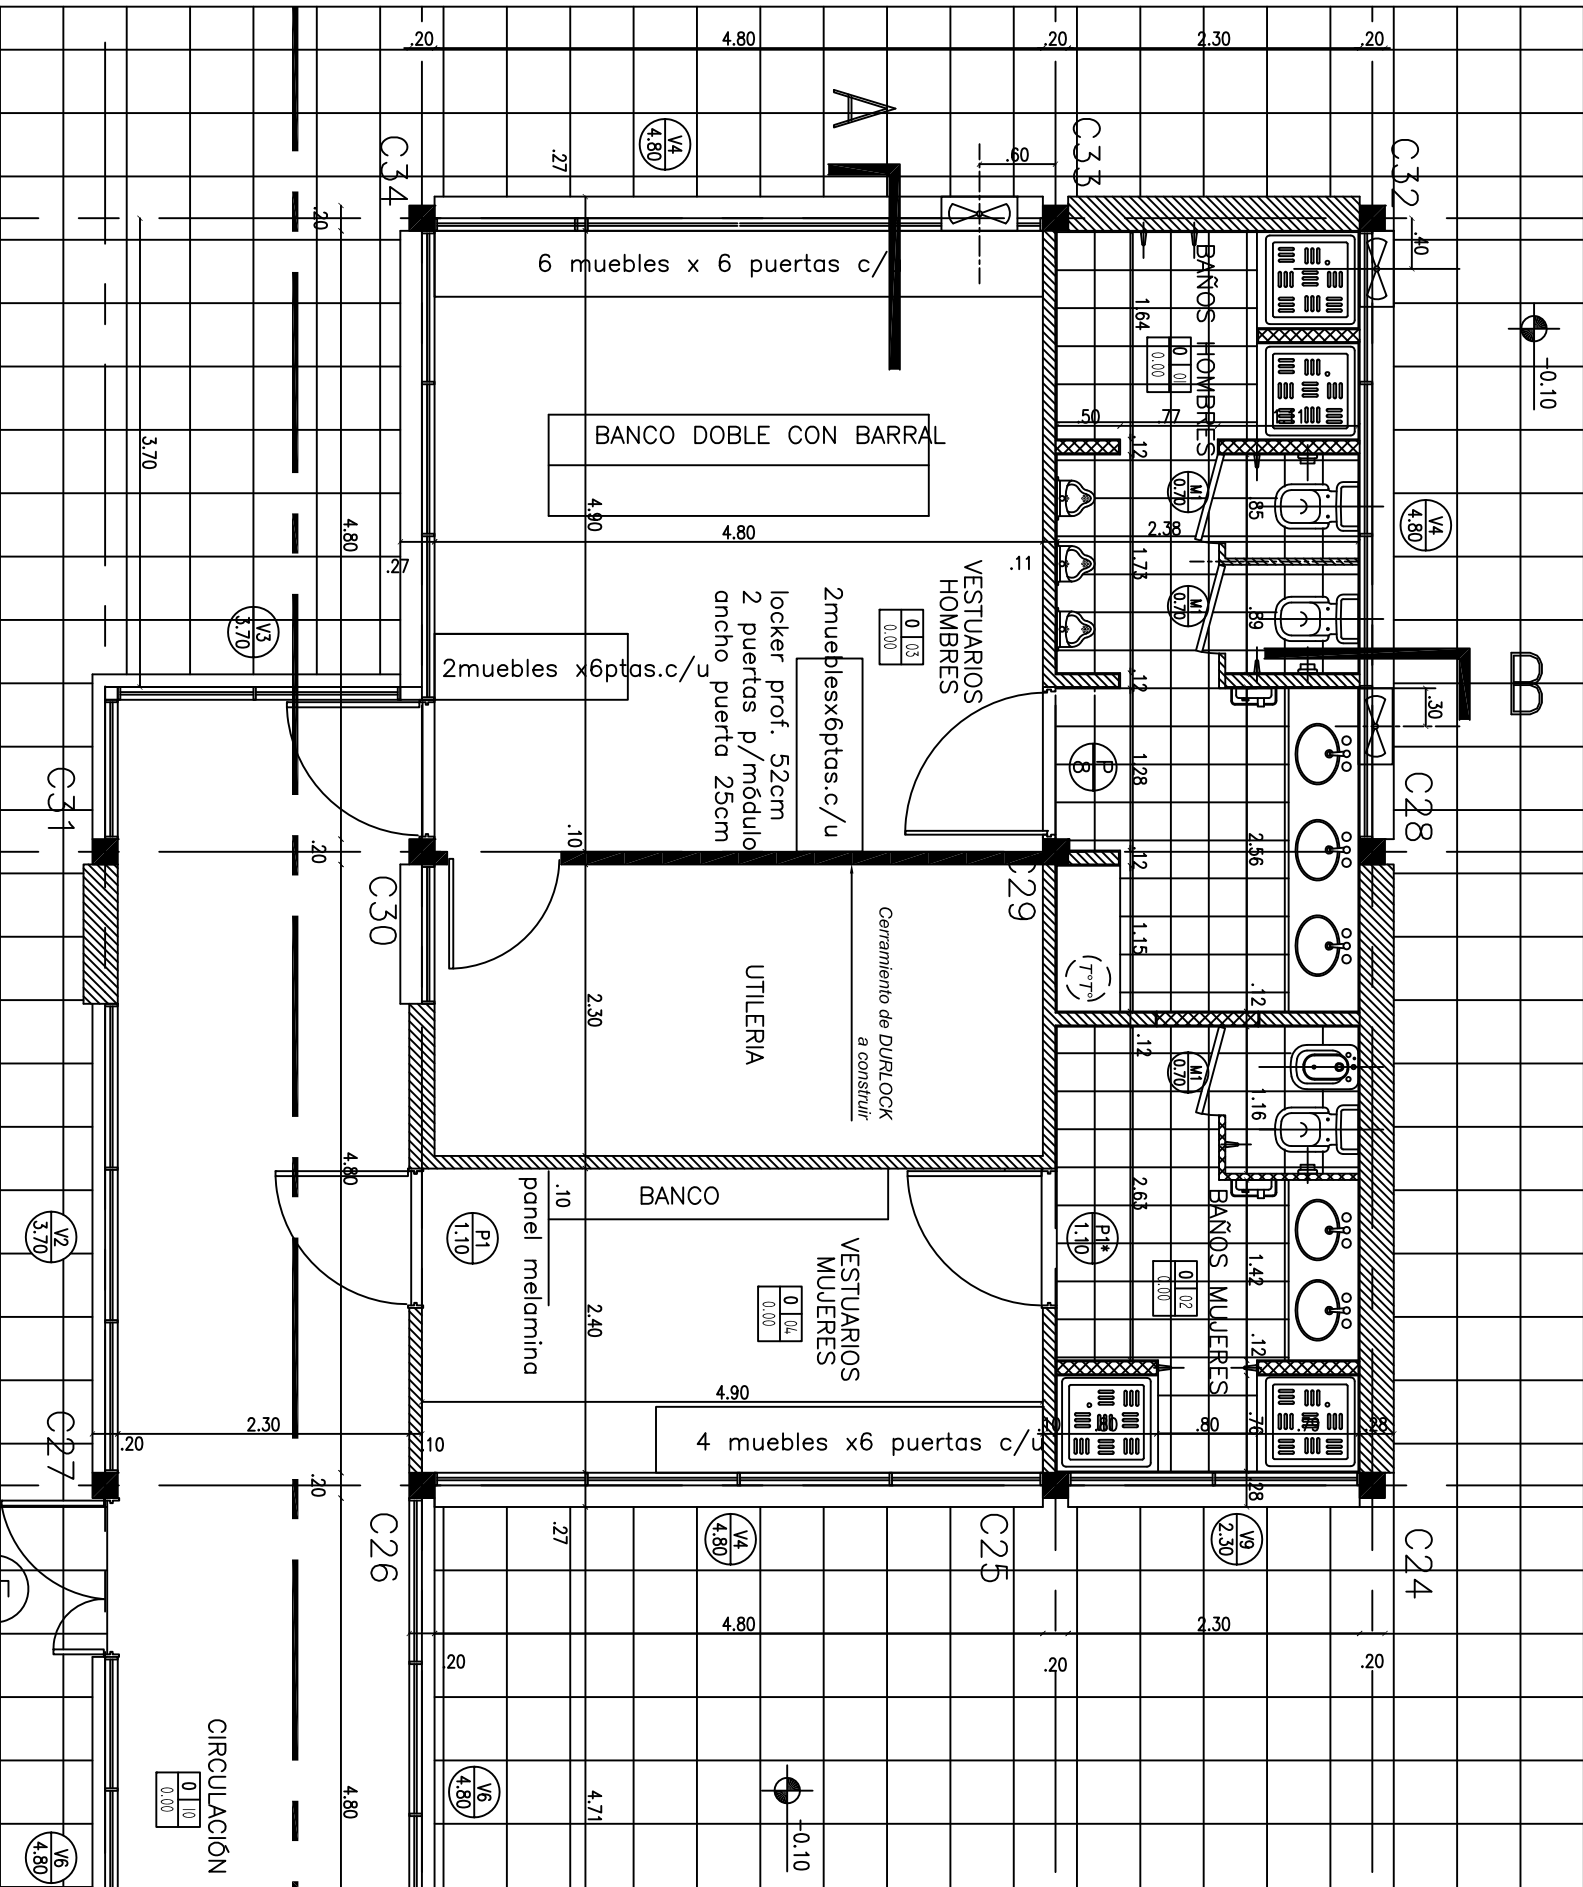 .20
4.80
.20
2.30
.20
A
V4
4.80
.27
.60
C33
C32
C34
.40
-0.10
.20
6 muebles x 6 puertas c/
BAÑOS HOMBRES
1.64
0 01
0.00
3.70
BANCO DOBLE CON BARRAL
.50
.77
.12
M1
0.70
.85
V4
4.80
4.80
4.90
4.80
2.38
.27
.11
1.73
M1
0.70
.89
V3
3.70
VESTUARIOS
HOMBRES
0 03
0.00
2mueblesx6ptas.c/u
locker prof. 52cm
2 puertas p/módulo
ancho puerta 25cm
2muebles x6ptas.c/u
.12
B
.30
P
8
1.28
C31
C28
.10
.20
2.56
.12
C30
C29
Cerramiento de DURLOCK
a construir
1.15
T°T°
UTILERIA
2.30
.12
.12
M1
0.70
1.16
4.80
BANCO
.10
panel melamina
P1
1.10
2.63
P1*
1.10
BAÑOS MUJERES
0 02
0.00
1.42
V2
3.70
VESTUARIOS
MUJERES
0 04
0.00
2.40
.12
4.90
C27
.20
2.30
.10
4 muebles x6 puertas c/u
.80
.80
.76
.28
.20
.28
C26
.27
V4
4.80
C25
V9
2.30
C24
4.80
2.30
.20
.20
.20
CIRCULACIÓN
0 10
0.00
4.80
V6
4.80
4.71
-0.10
V6
4.80